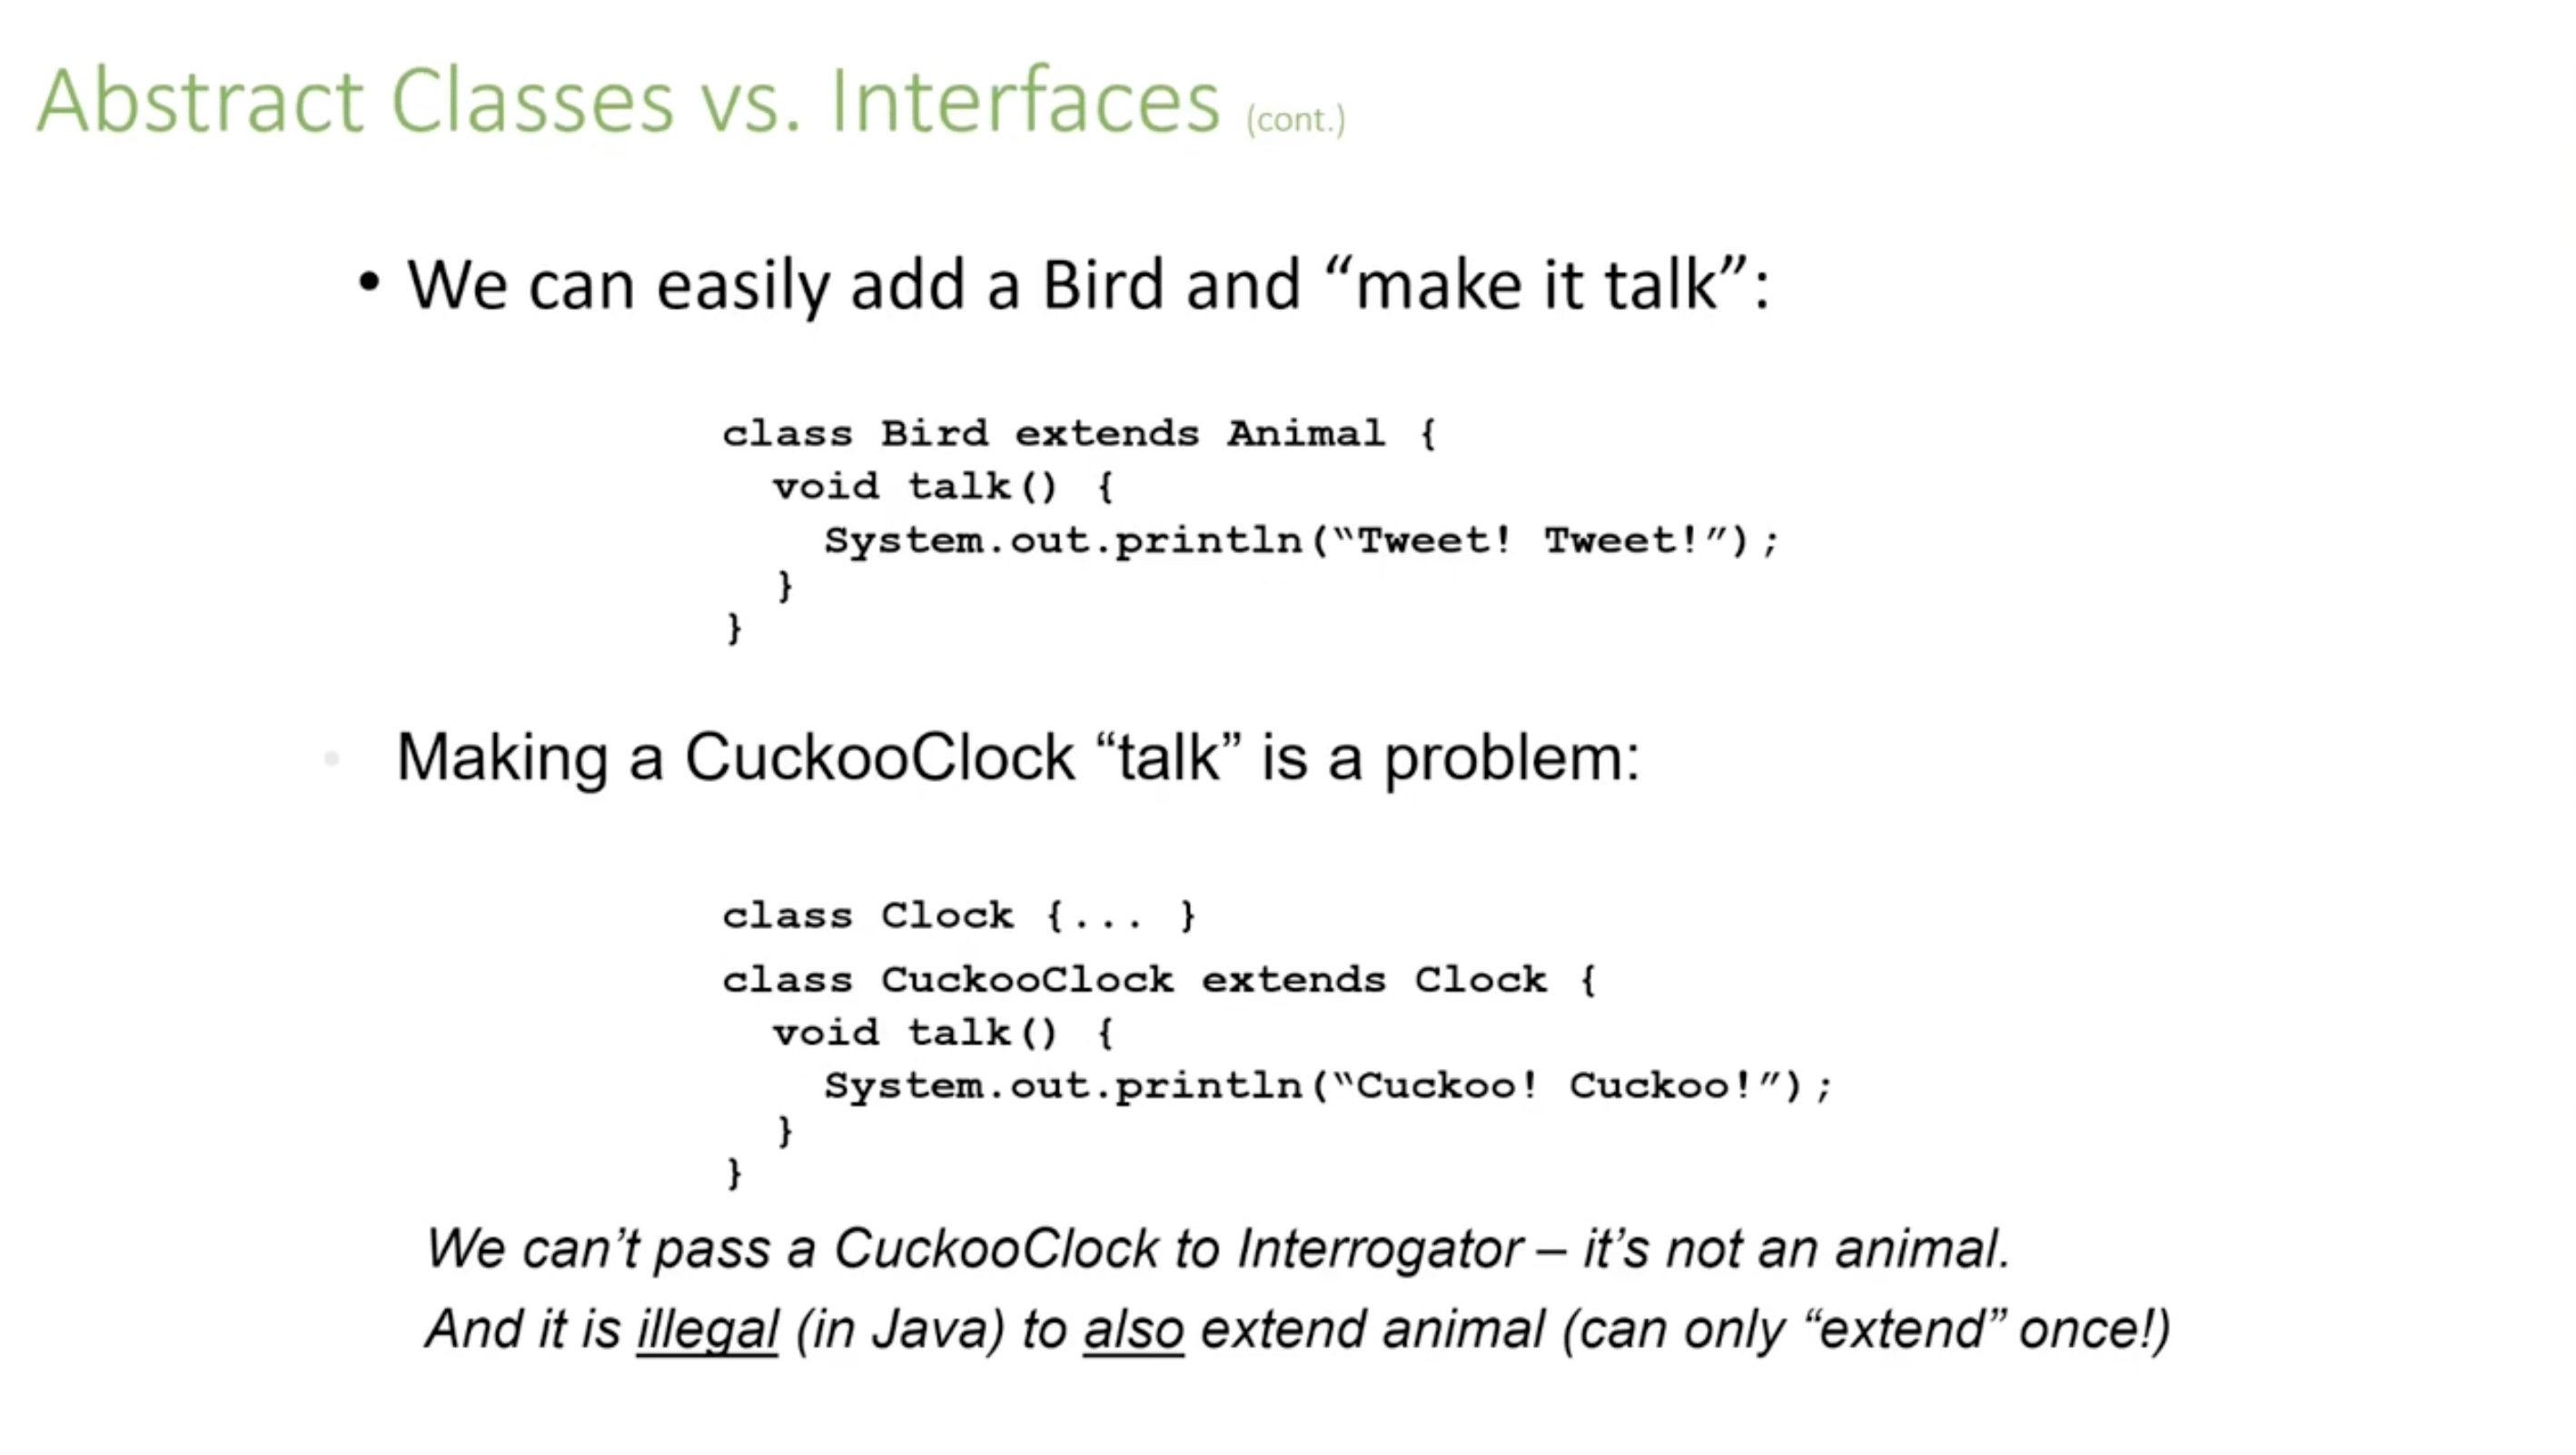 Abstract Classes vs. Interfaces (cont.)
• We can easily add a Bird and “make it talk”:
class Bird extends Animal {
void talk() {
System.out.println(“Tweet! Tweet!”);
}
}
• Making a CuckooClock “talk” is a problem:
class Clock {... }
class CuckooClock extends Clock {
void talk() {
System.out.println(“Cuckoo! Cuckoo!”);
}
}
We can’t pass a CuckooClock to Interrogator – it’s not an animal.
And it is illegal (in Java) to also extend animal (can only “extend” once!)